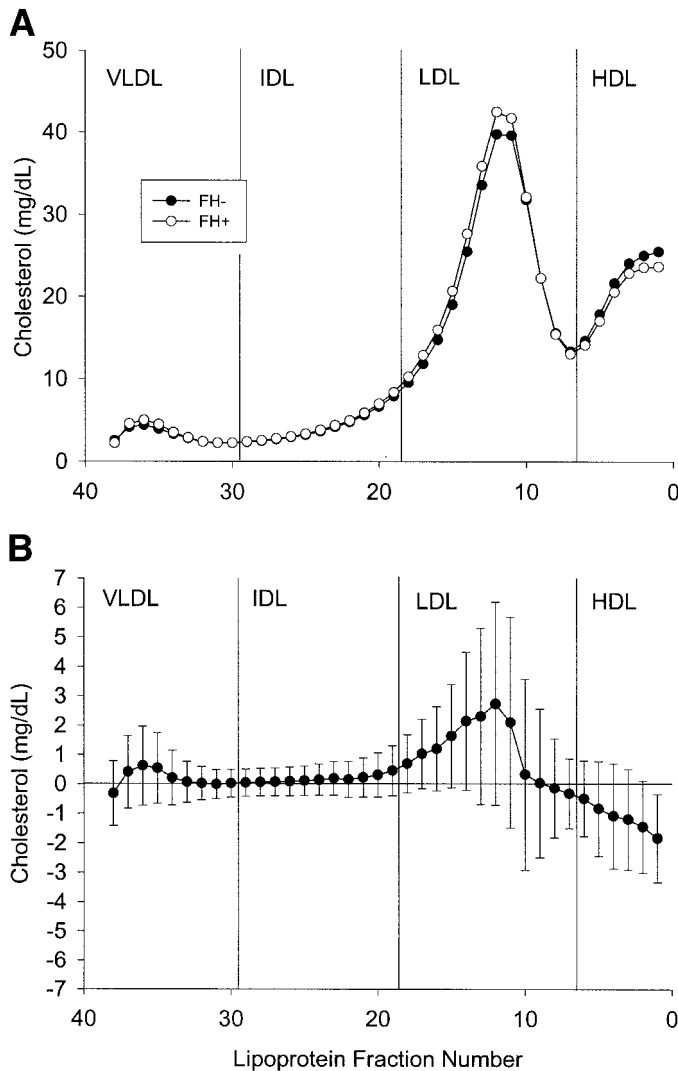 A
50
40
30
20
10
0
Cholesterol (mg/dL)
VLDL IDL LDL HDL
FH-
FH+
40 30 20 10 0
B
7
6
5
4
3
2
1
0
-1
-2
-3
-4
-5
-6
-7
Cholesterol (mg/dL)
VLDL IDL LDL HDL
40 30 20 10 0
Lipoprotein Fraction Number